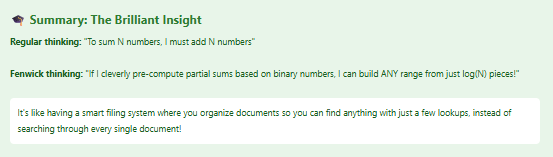 🎓 Summary: The Brilliant Insight
Regular thinking: "To sum N numbers, I must add N numbers"
Fenwick thinking: "If I cleverly pre-compute partial sums based on binary numbers, I can build ANY range from just log(N) pieces!"
It's like having a smart filing system where you organize documents so you can find anything with just a few lookups, instead of
searching through every single document!